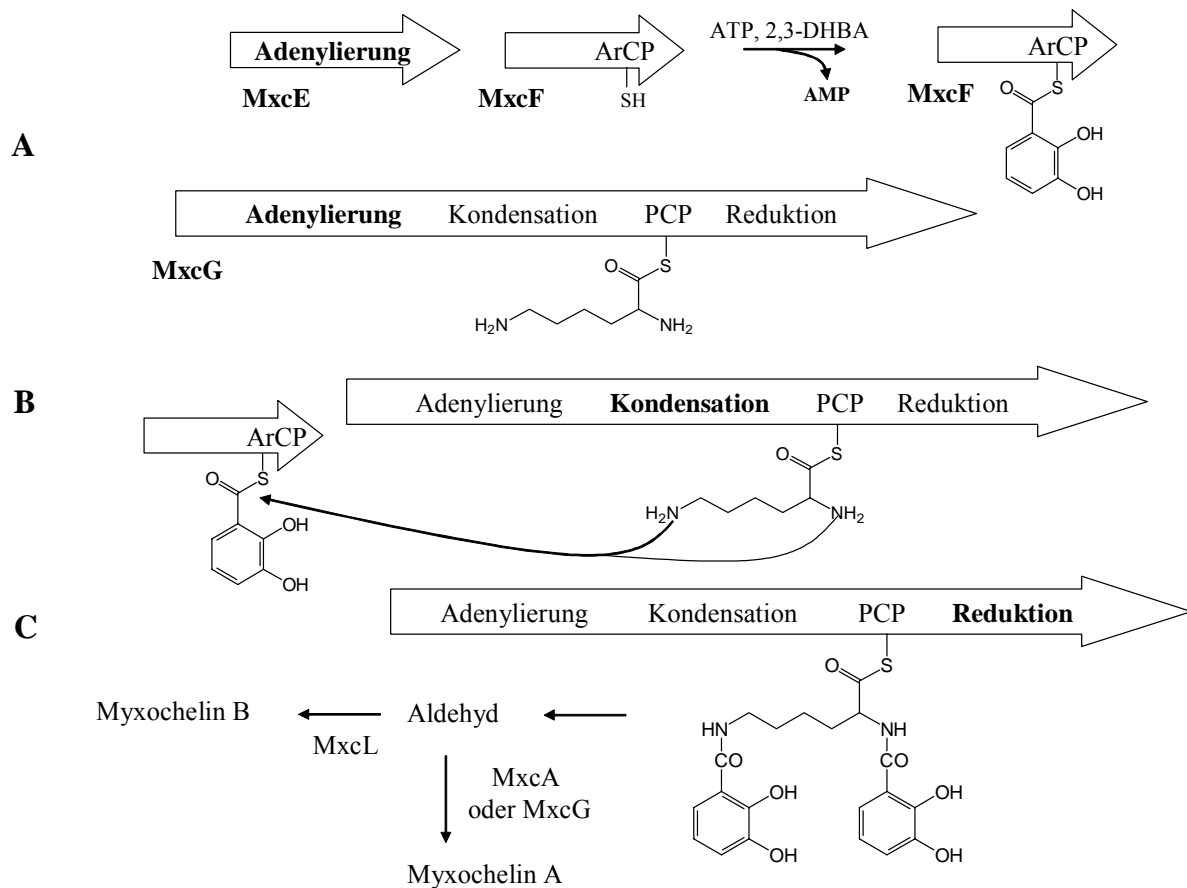 ATP, 2,3-DHBA
ArCP
Adenylierung
ArCP
SH
AMP
MxcE
MxcF
MxcF
S
O
OH
OH
A
Adenylierung Kondensation PCP Reduktion
MxcG
O
S
H2N
NH2
B
Adenylierung Kondensation PCP Reduktion
ArCP
O
S
OH
OH
O
S
H2N
NH2
C
Adenylierung Kondensation PCP Reduktion
O
S
Myxochelin B
MxcL
Aldehyd
MxcA
oder MxcG
Myxochelin A
HN
NH
CO
CO
OH
OH
OH
OH